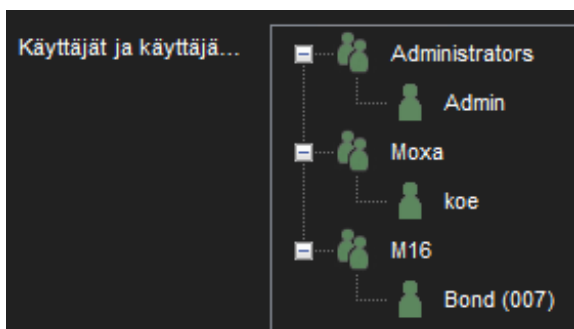 Käyttäjät ja käyttäjä...
Administrators
Admin
Moxa
koe
M16
Bond (007)